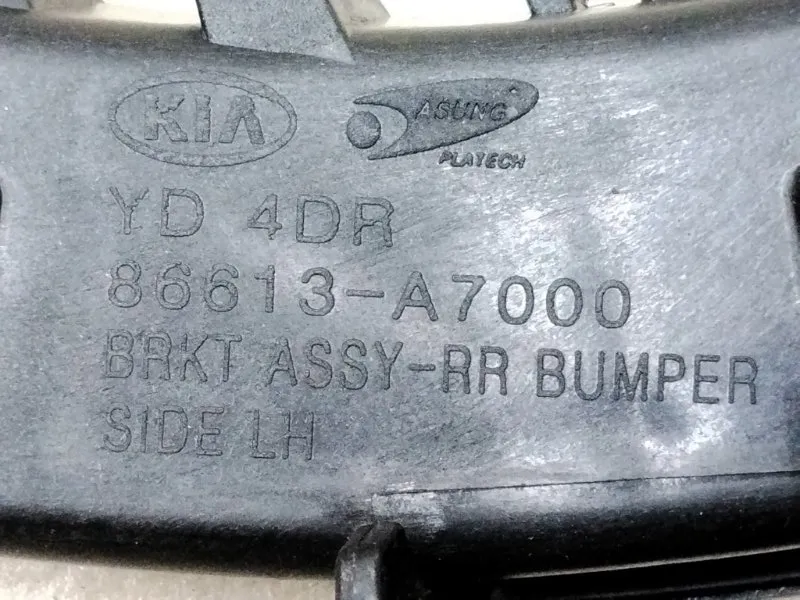 KIA ASUNG
PLATECH
YD 4DR
86613-A7000
BRKT ASSY-RR BUMPER
SIDE LH